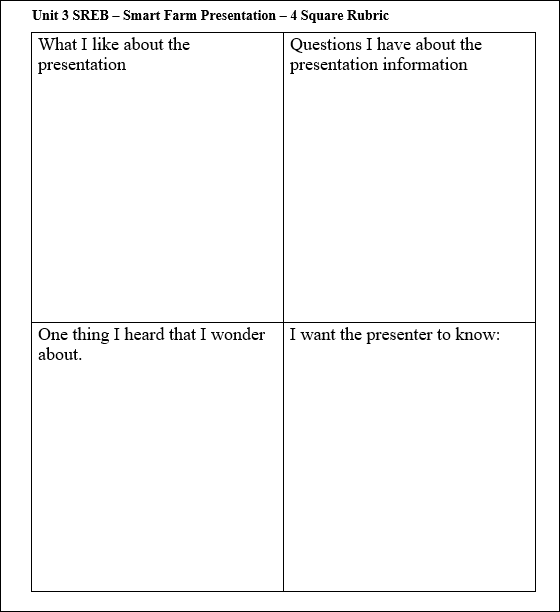 Unit 3 SREB – Smart Farm Presentation – 4 Square Rubric
What I like about the
presentation
Questions I have about the
presentation information
One thing I heard that I wonder
about.
I want the presenter to know: